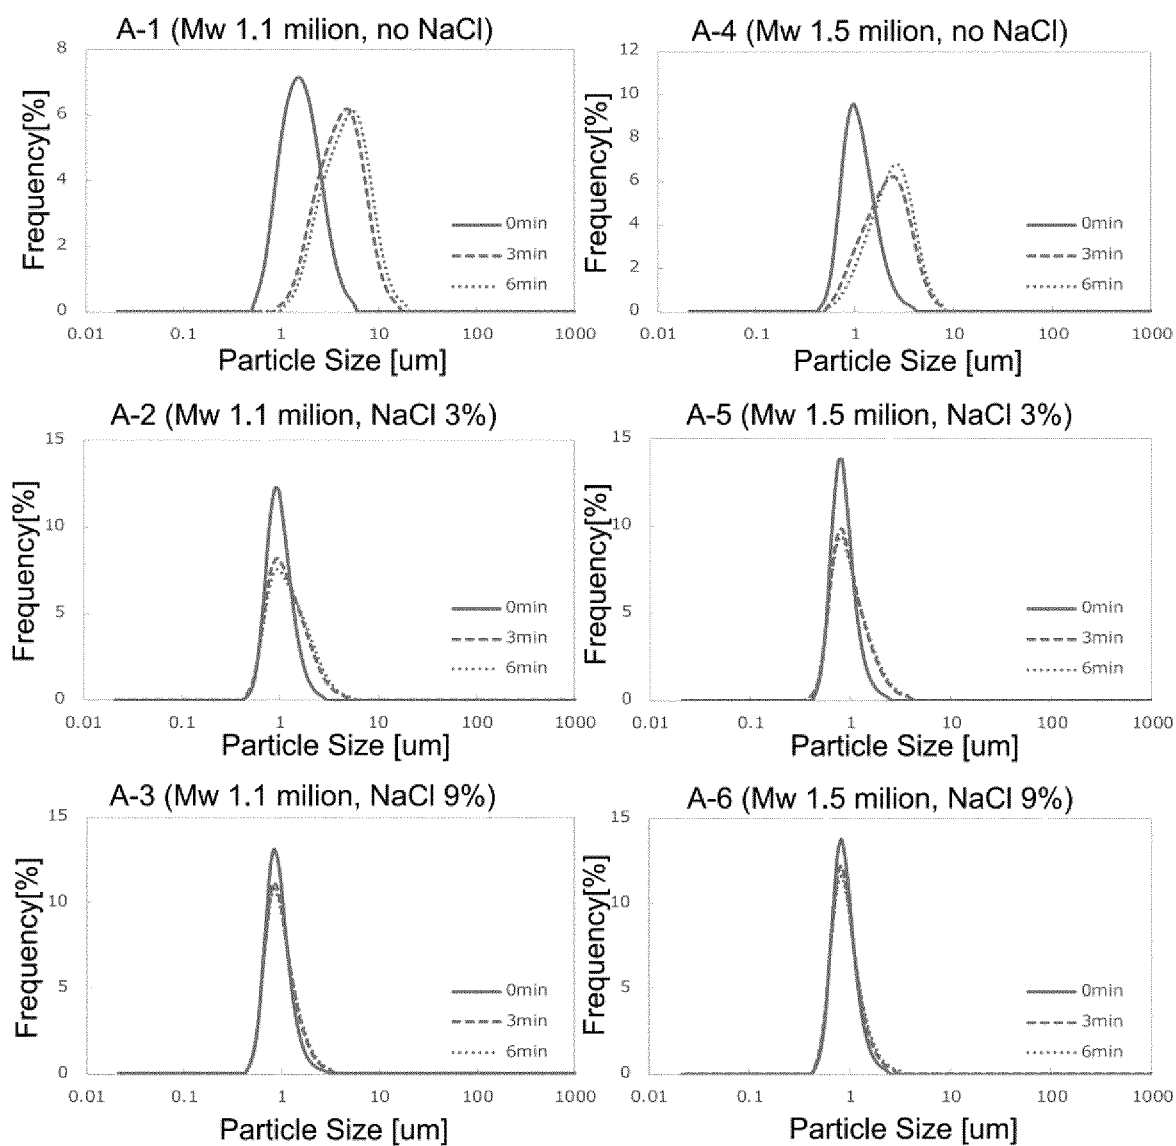 A-1 (Mw 1.1 milion, no NaCl)
8
6
4
2
0
Frequency[%]
0min
3min
6min
0.01 0.1 1 10 100 1000
Particle Size [um]
A-4 (Mw 1.5 milion, no NaCl)
12
10
8
6
4
2
0
Frequency[%]
0min
3min
6min
0.01 0.1 1 10 100 1000
Particle Size [um]
A-2 (Mw 1.1 milion, NaCl 3%)
15
10
5
0
Frequency[%]
0min
3min
6min
0.01 0.1 1 10 100 1000
Particle Size [um]
A-5 (Mw 1.5 milion, NaCl 3%)
15
10
5
0
Frequency[%]
0min
3min
6min
0.01 0.1 1 10 100 1000
Particle Size [um]
A-3 (Mw 1.1 milion, NaCl 9%)
15
10
5
0
Frequency[%]
0min
3min
6min
0.01 0.1 1 10 100 1000
Particle Size [um]
A-6 (Mw 1.5 milion, NaCl 9%)
15
10
5
0
Frequency[%]
0min
3min
6min
0.01 0.1 1 10 100 1000
Particle Size [um]